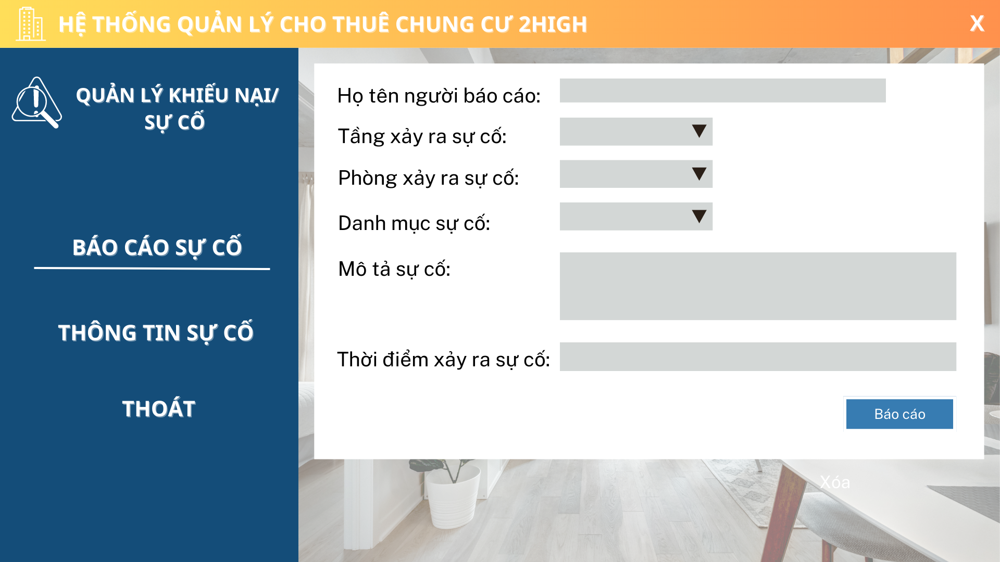 HỆ THỐNG QUẢN LÝ CHO THUÊ CHUNG CƯ 2HIGH
X
QUẢN LÝ KHIẾU NẠI/
SỰ CỐ
BÁO CÁO SỰ CỐ
THÔNG TIN SỰ CỐ
THOÁT
Họ tên người báo cáo:
Tầng xảy ra sự cố:
Phòng xảy ra sự cố:
Danh mục sự cố:
Mô tả sự cố:
Thời điểm xảy ra sự cố:
Báo cáo
Xóa